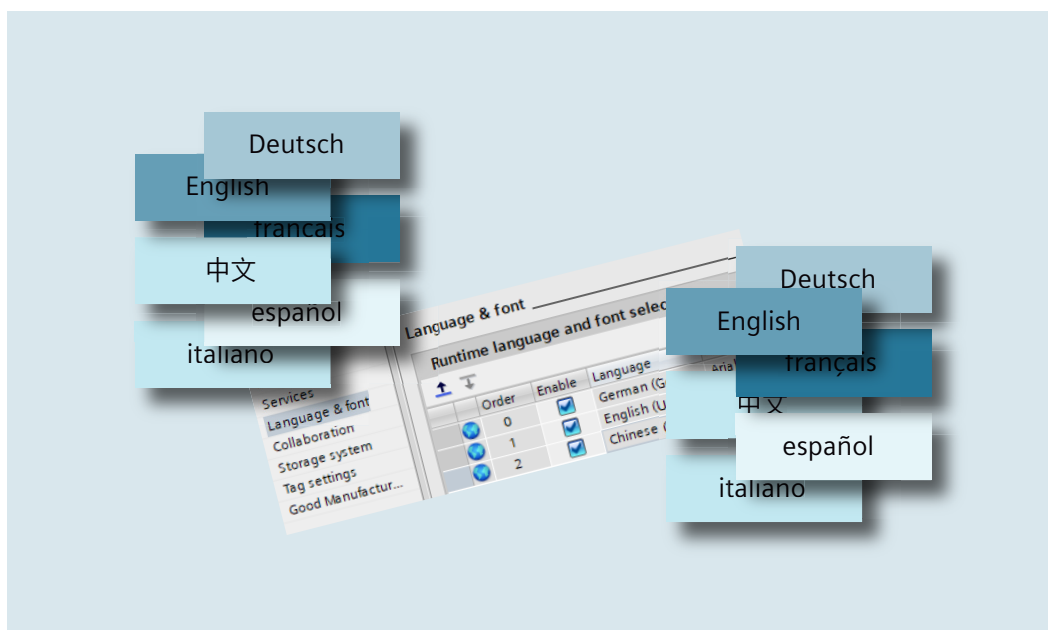 Deutsch
English
français
中文
español
italiano
Language & font
Runtime language and font selec
Order Enable Language
0 German (G
1 English (U
2 Chinese (
Services
Language & font
Collaboration
Storage system
Tag settings
Good Manufactur...
Deutsch
English
français
中文
español
italiano